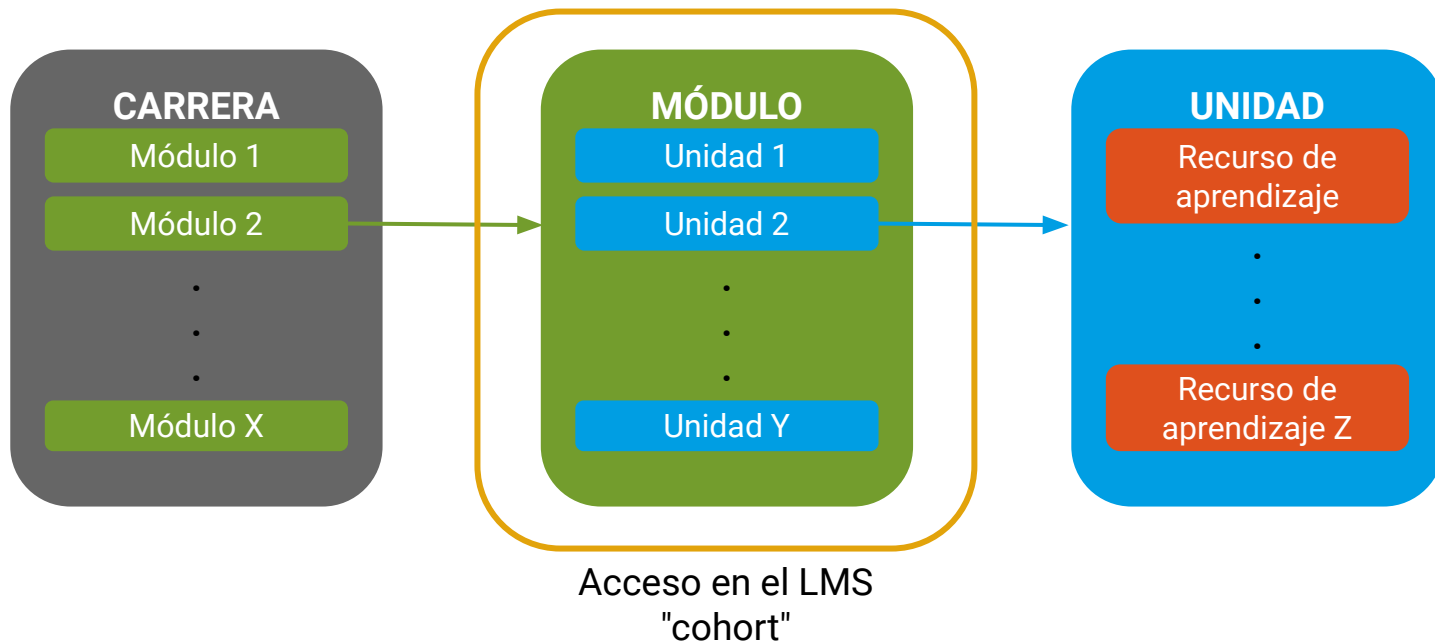 CARRERA
Módulo 1
Módulo 2
.
.
.
Módulo X
MÓDULO
Unidad 1
Unidad 2
.
.
.
Unidad Y
UNIDAD
Recurso de
aprendizaje
.
.
.
Recurso de
aprendizaje Z
Acceso en el LMS
"cohort"